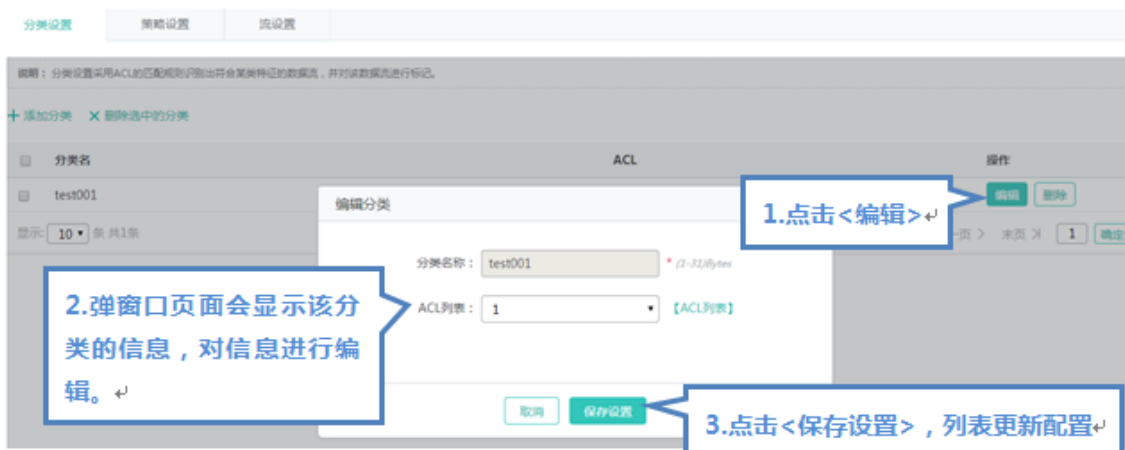 分类设置 策略设置 流设置
说明：分类设置采用ACL的匹配规则识别出符合某类特征的数据流，并对该数据流进行标记。
+ 添加分类 × 删除选中的分类
分类名 ACL 操作
test001 编辑 删除
显示: 10 条 共1条 一页 末页 1 确定
编辑分类
分类名称： test001 * (1-31)Bytes
ACL列表： 1 【ACL列表】
取消 保存设置
1.点击<编辑>↵
2.弹窗口页面会显示该分
类的信息，对信息进行编
辑。↵
3.点击<保存设置>，列表更新配置↵